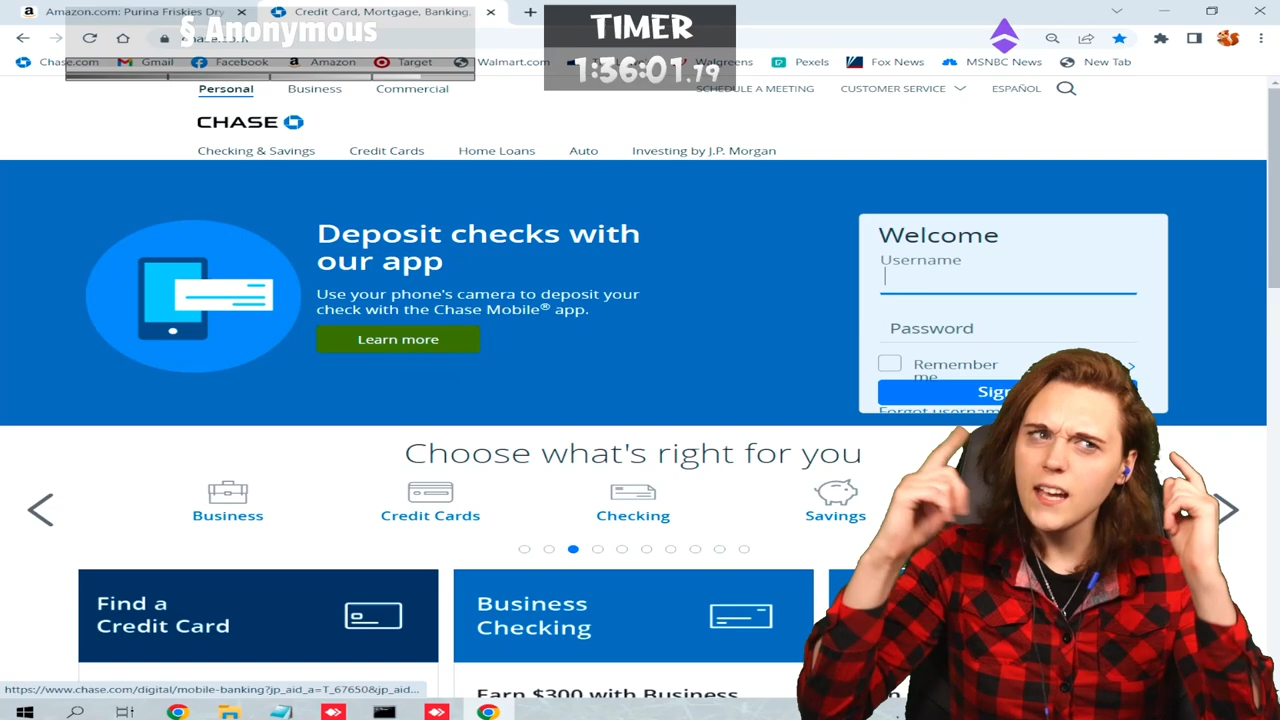 Amazon.com: Purina Friskies Dry
Credit Card, Mortgage, Banking,
§ Anonymous
TIMER
1:36:01.79
Chase.com
Gmail
Facebook
Amazon
Target
Walmart.com
Walgreens
Pexels
Fox News
MSNBC News
New Tab
Personal
Business
Commercial
SCHEDULE A MEETING
CUSTOMER SERVICE
ESPAÑOL
CHASE
Checking & Savings
Credit Cards
Home Loans
Auto
Investing by J.P. Morgan
Deposit checks with
our app
Use your phone's camera to deposit your
check with the Chase Mobile® app.
Learn more
Welcome
Username
Password
Remember
me
Sign
Forgot username
Choose what's right for you
Business
Credit Cards
Checking
Savings
Find a
Credit Card
Business
Checking
Earn $300 with Business
https://www.chase.com/digital/mobile-banking?jp_aid_a=T_67650&jp_aid...